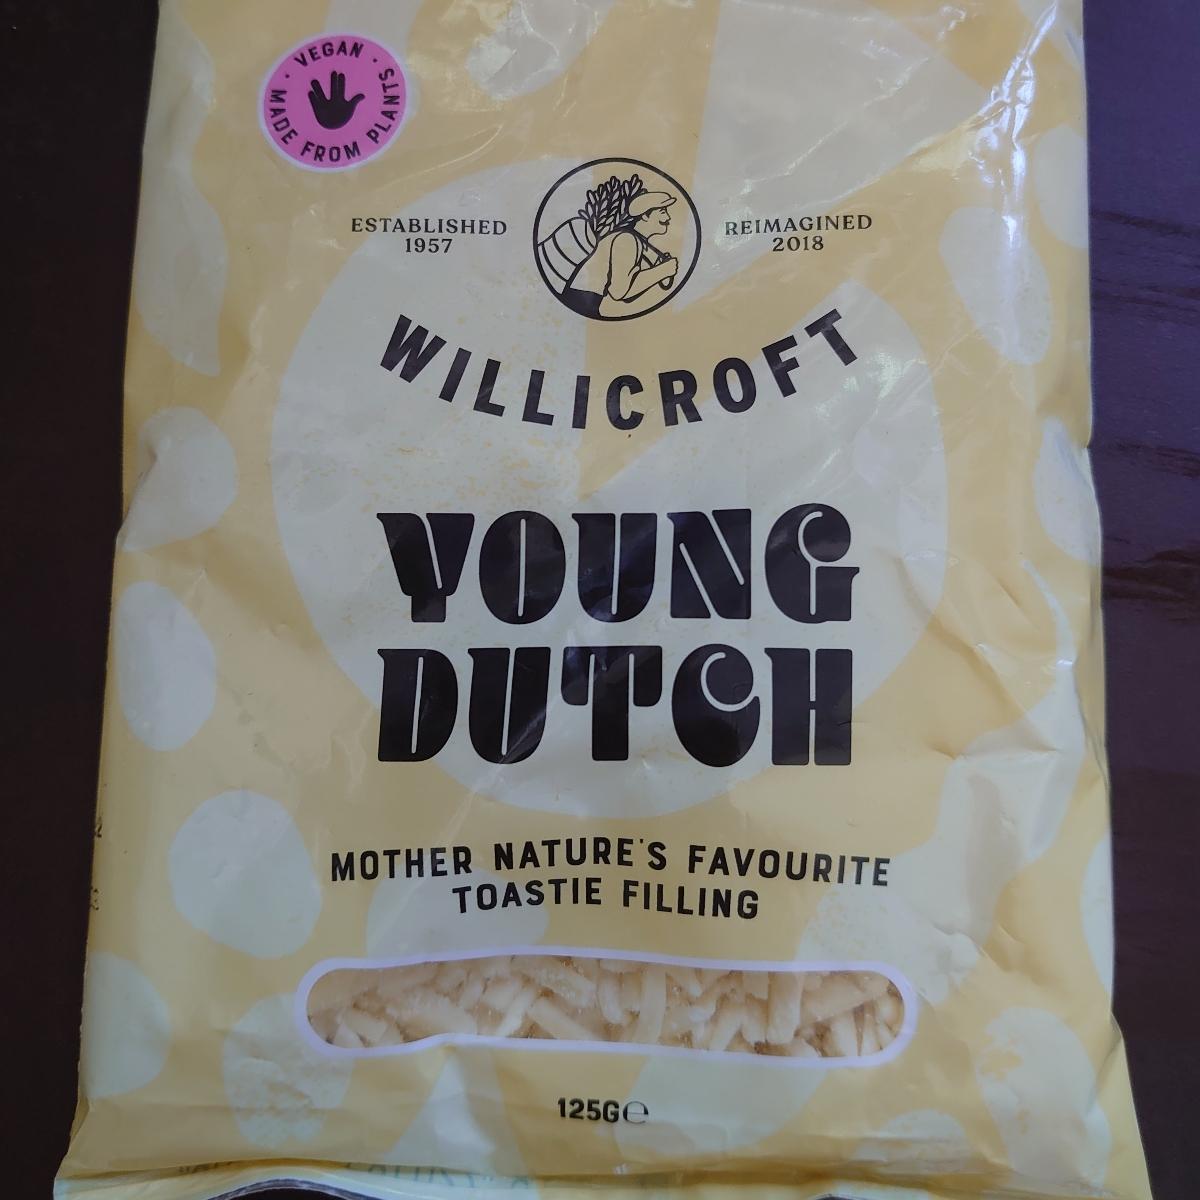 VEGAN
MADE FROM PLANTS
ESTABLISHED
1957
REIMAGINED
2018
WILLICROFT
YOUNG
DUTCH
MOTHER NATURE'S FAVOURITE
TOASTIE FILLING
125G℮